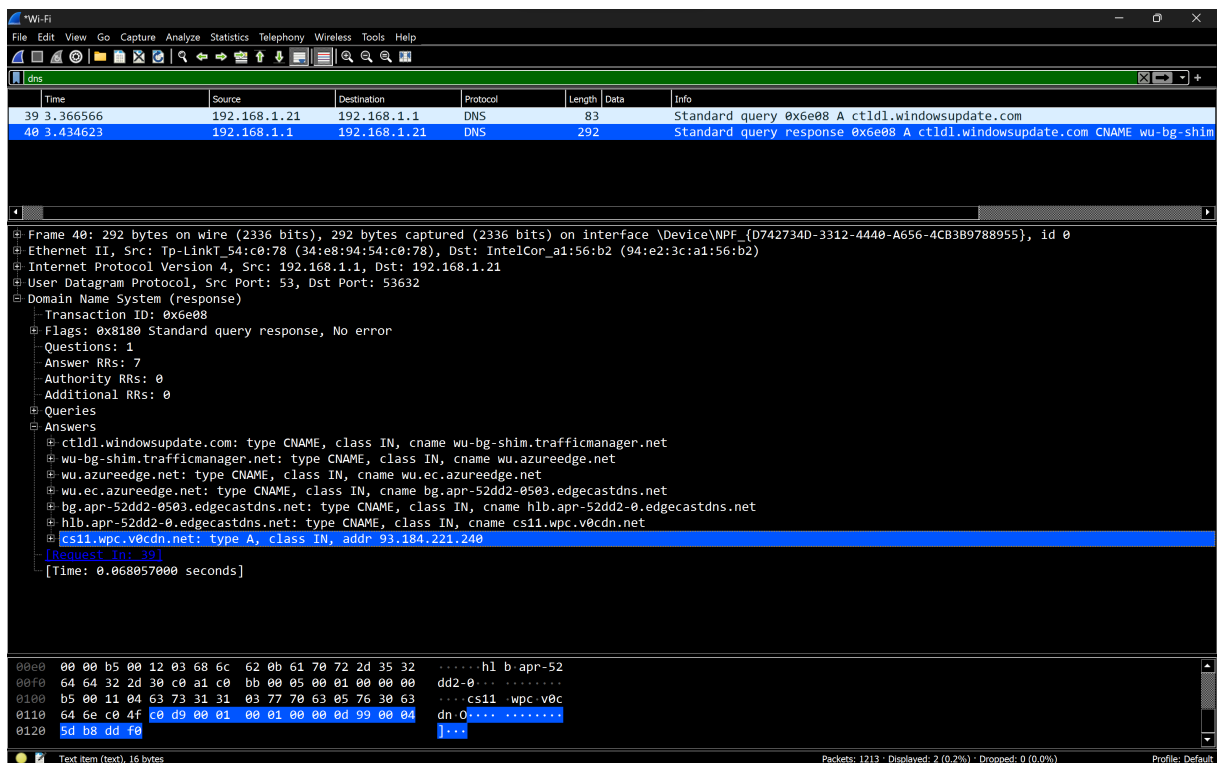 *Wi-Fi
File Edit View Go Capture Analyze Statistics Telephony Wireless Tools Help
dns
Time Source Destination Protocol Length Data Info
39 3.366566 192.168.1.21 192.168.1.1 DNS 83 Standard query 0x6e08 A ctldl.windowsupdate.com
40 3.434623 192.168.1.1 192.168.1.21 DNS 292 Standard query response 0x6e08 A ctldl.windowsupdate.com CNAME wu-bg-shim
Frame 40: 292 bytes on wire (2336 bits), 292 bytes captured (2336 bits) on interface \Device\NPF_{D742734D-3312-4440-A656-4CB3B9788955}, id 0
Ethernet II, Src: Tp-LinkT_54:c0:78 (34:e8:94:54:c0:78), Dst: IntelCor_a1:56:b2 (94:e2:3c:a1:56:b2)
Internet Protocol Version 4, Src: 192.168.1.1, Dst: 192.168.1.21
User Datagram Protocol, Src Port: 53, Dst Port: 53632
Domain Name System (response)
Transaction ID: 0x6e08
Flags: 0x8180 Standard query response, No error
Questions: 1
Answer RRs: 7
Authority RRs: 0
Additional RRs: 0
Queries
Answers
ctldl.windowsupdate.com: type CNAME, class IN, cname wu-bg-shim.trafficmanager.net
wu-bg-shim.trafficmanager.net: type CNAME, class IN, cname wu.azureedge.net
wu.azureedge.net: type CNAME, class IN, cname wu.ec.azureedge.net
wu.ec.azureedge.net: type CNAME, class IN, cname bg.apr-52dd2-0503.edgecastdns.net
bg.apr-52dd2-0503.edgecastdns.net: type CNAME, class IN, cname hlb.apr-52dd2-0.edgecastdns.net
hlb.apr-52dd2-0.edgecastdns.net: type CNAME, class IN, cname cs11.wpc.v0cdn.net
cs11.wpc.v0cdn.net: type A, class IN, addr 93.184.221.240
[Request In: 39]
[Time: 0.068057000 seconds]
00e0 00 00 b5 00 12 03 68 6c 62 0b 61 70 72 2d 35 32 ······hl b·apr-52
00f0 64 64 32 2d 30 c0 a1 c0 bb 00 05 00 01 00 00 00 dd2-0··· ········
0100 b5 00 11 04 63 73 31 31 03 77 70 63 05 76 30 63 ····cs11 ·wpc·v0c
0110 64 6e c0 4f c0 d9 00 01 00 01 00 00 0d 99 00 04 dn·O···· ········
0120 5d b8 dd f0 ]···
Text item (text), 16 bytes Packets: 1213 · Displayed: 2 (0.2%) · Dropped: 0 (0.0%) Profile: Default